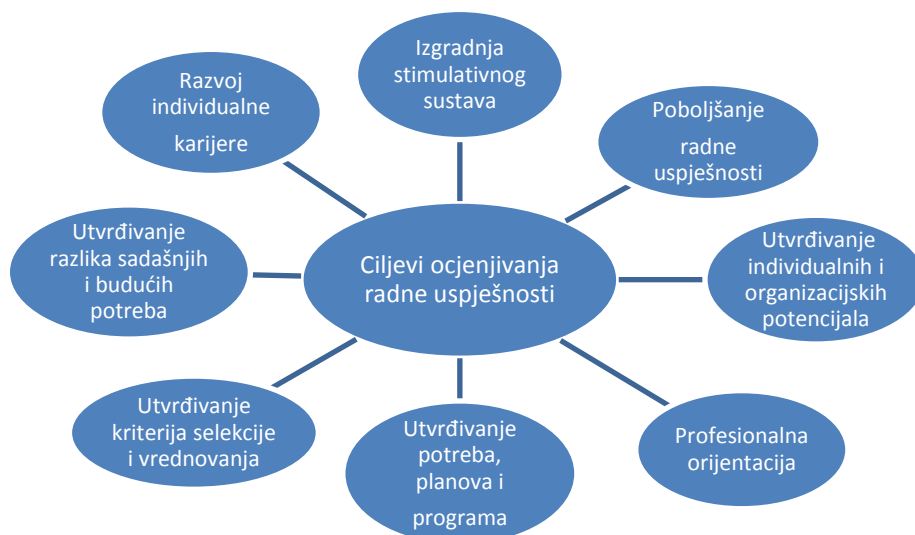 Izgradnja
stimulativnog
sustava
Razvoj
individualne
karijere
Poboljšanje
radne
uspješnosti
Utvrđivanje
razlika sadašnjih
i budućih
potreba
Ciljevi ocjenjivanja
radne uspješnosti
Utvrđivanje
individualnih i
organizacijskih
potencijala
Utvrđivanje
kriterija selekcije
i vrednovanja
Utvrđivanje
potreba,
planova i
programa
Profesionalna
orijentacija